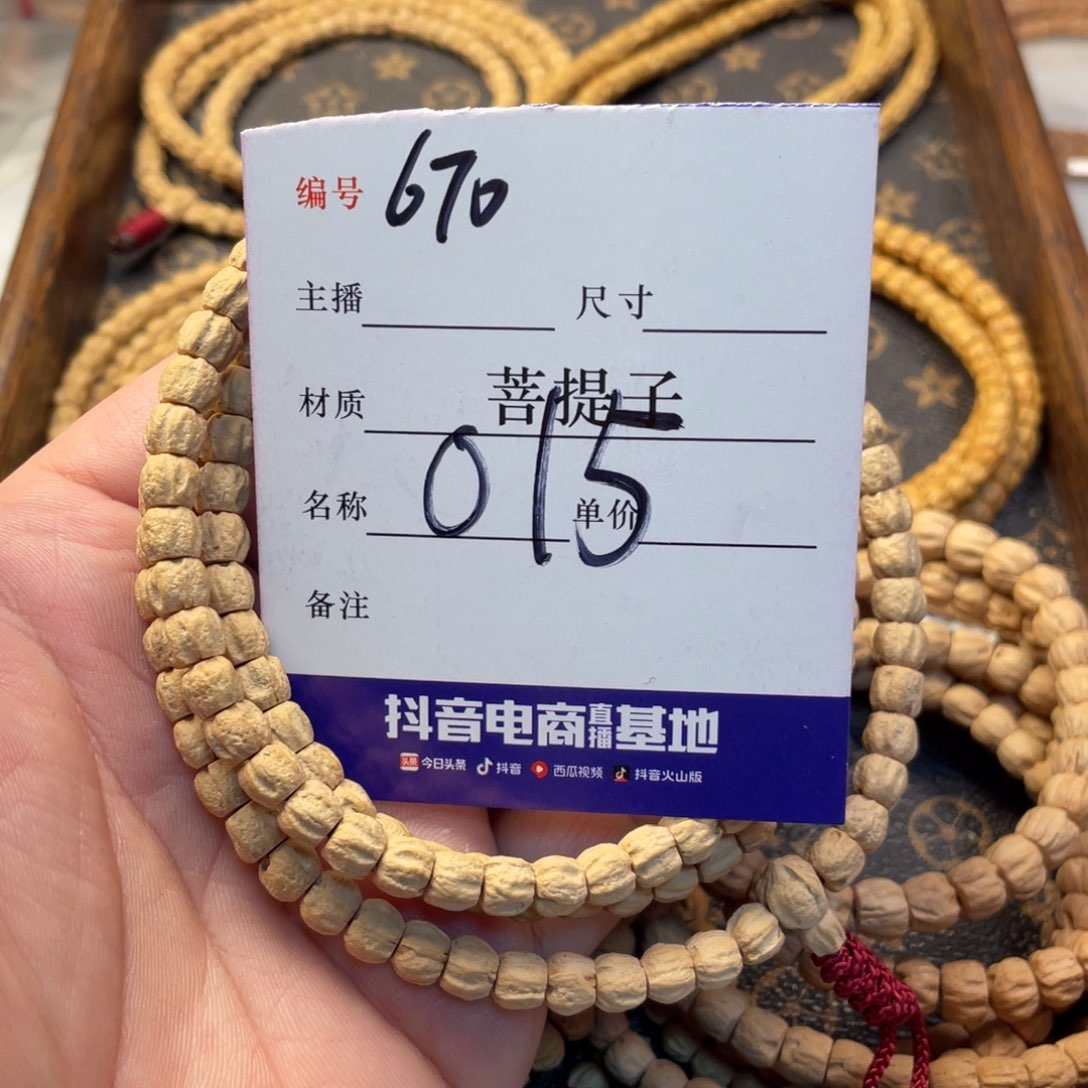 编号 670
主播 尺寸
材质 菩提子
015
名称 单价
备注
抖音电商直播基地
头条 今日头条 抖音 西瓜视频 抖音火山版